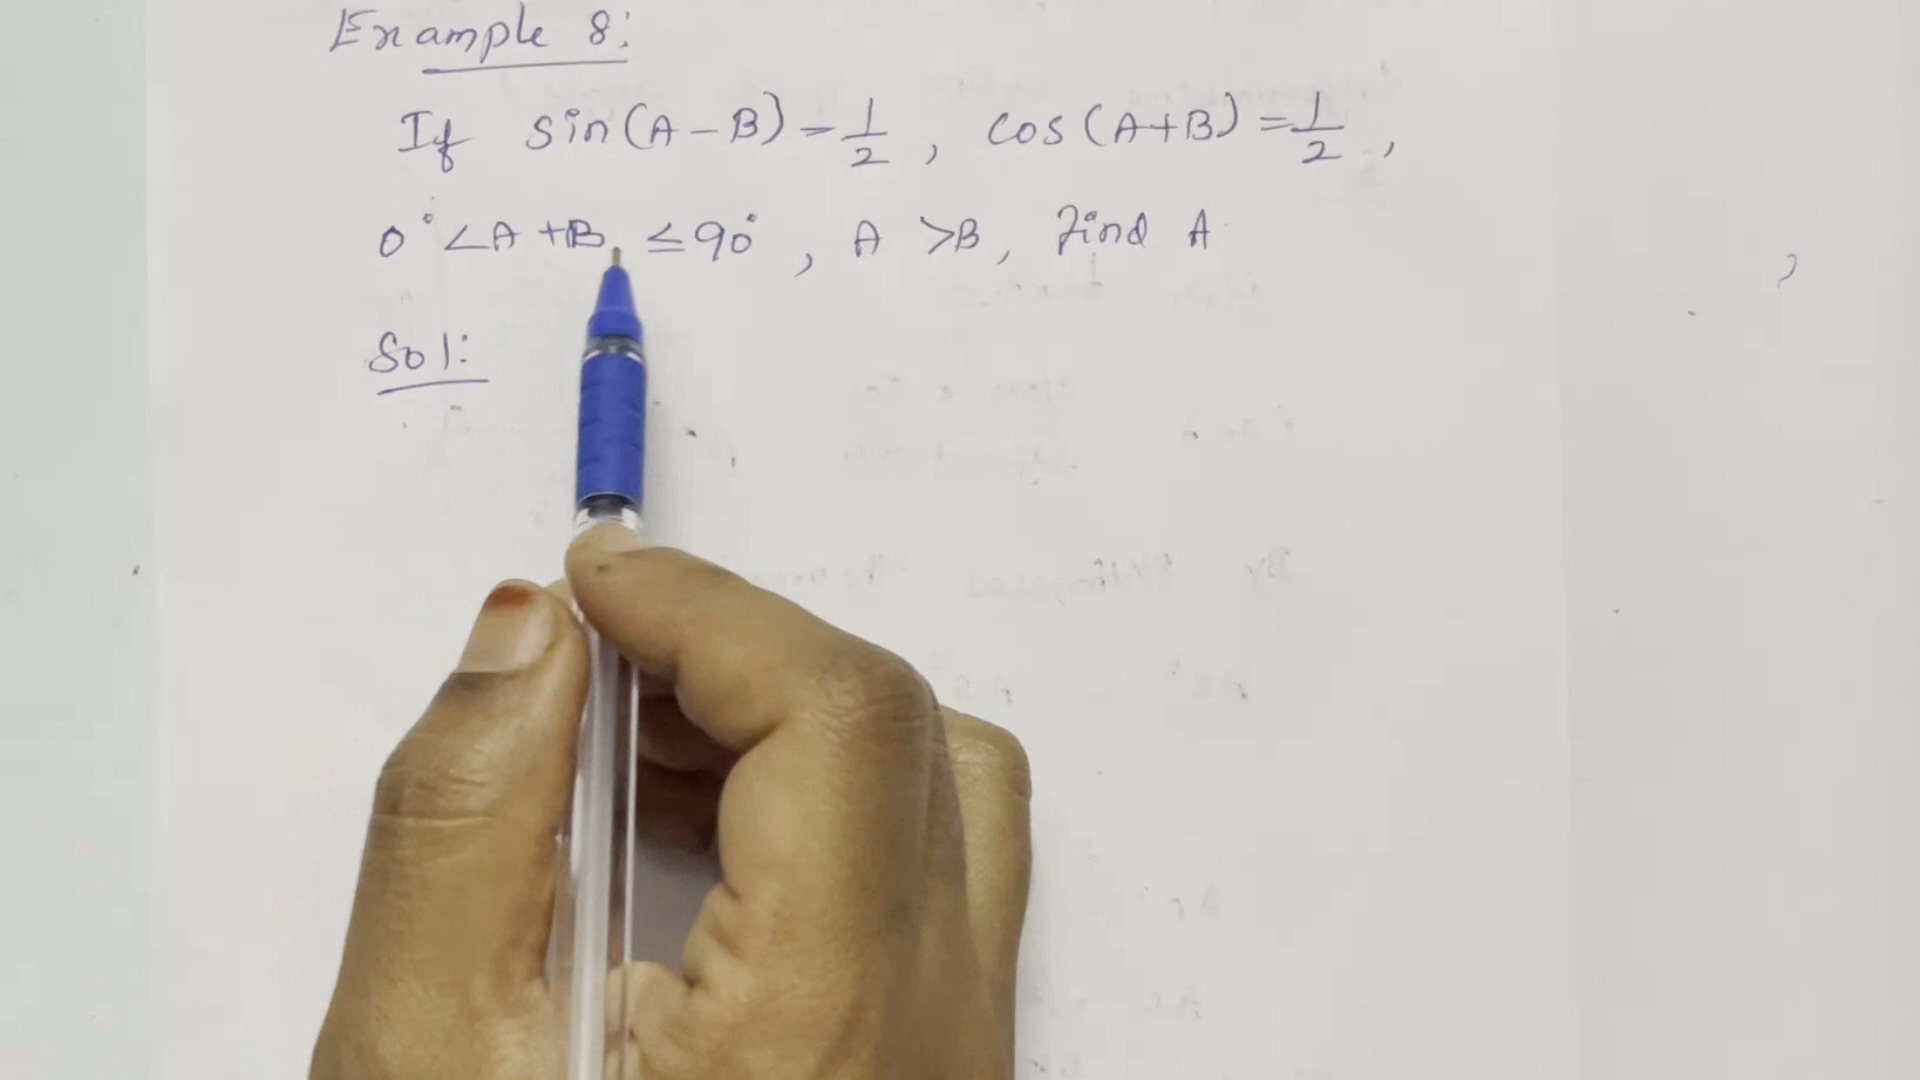 Example 8:
If sin(A-B)=1/2, cos(A+B)=1/2,
0°<A+B ≤90°, A>B, find A
Sol: